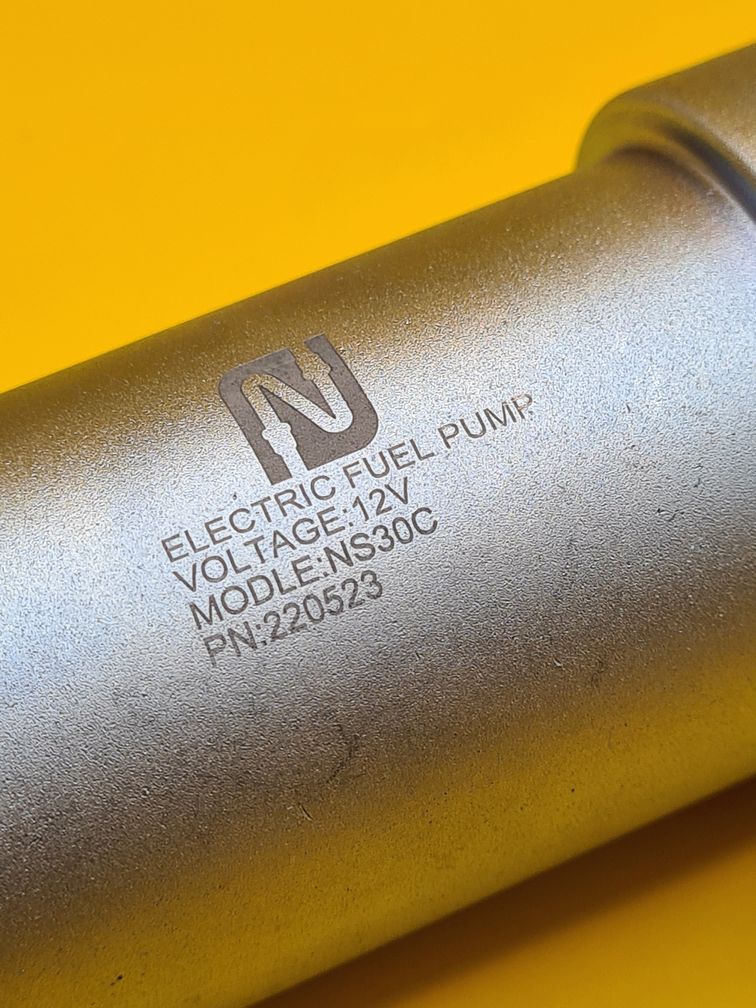 ELECTRIC FUEL PUMP
VOLTAGE:12V
MODLE:NS30C
PN:220523